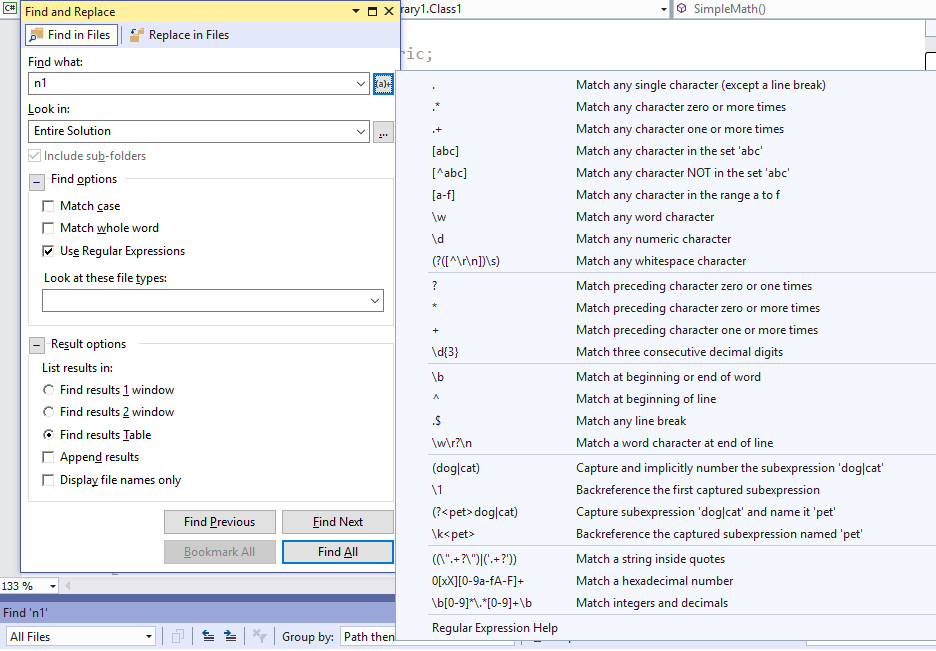 C#
Find and Replace
rary1.Class1
SimpleMath()
Find in Files
Replace in Files
ric;
Find what:
n1
(a)+
Look in:
Entire Solution
...
Include sub-folders
Find options
Match case
Match whole word
Use Regular Expressions
Look at these file types:
Result options
List results in:
Find results 1 window
Find results 2 window
Find results Table
Append results
Display file names only
Find Previous
Find Next
Bookmark All
Find All
. Match any single character (except a line break)
.* Match any character zero or more times
.+ Match any character one or more times
[abc] Match any character in the set 'abc'
[^abc] Match any character NOT in the set 'abc'
[a-f] Match any character in the range a to f
\w Match any word character
\d Match any numeric character
(?([^\r\n])\s) Match any whitespace character
? Match preceding character zero or one times
* Match preceding character zero or more times
+ Match preceding character one or more times
\d{3} Match three consecutive decimal digits
\b Match at beginning or end of word
^ Match at beginning of line
.$ Match any line break
\w\r?\n Match a word character at end of line
(dog|cat) Capture and implicitly number the subexpression 'dog|cat'
\1 Backreference the first captured subexpression
(?<pet>dog|cat) Capture subexpression 'dog|cat' and name it 'pet'
\k<pet> Backreference the captured subexpression named 'pet'
((\".+?\")|('.+?')) Match a string inside quotes
0[xX][0-9a-fA-F]+ Match a hexadecimal number
\b[0-9]*\.*[0-9]+\b Match integers and decimals
Regular Expression Help
133 %
Find 'n1'
All Files
Group by:
Path then